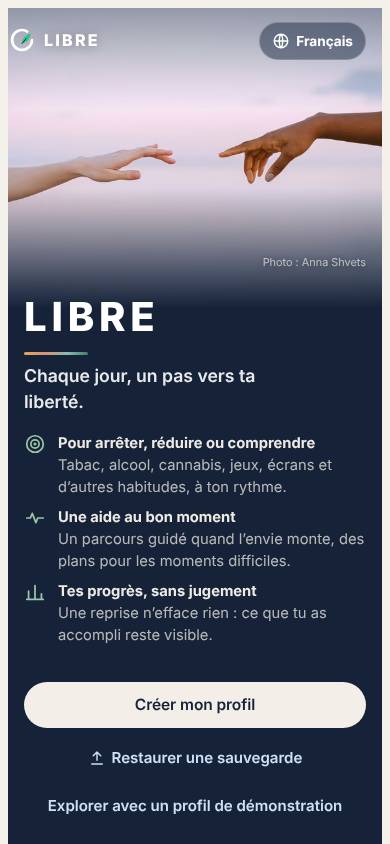 LIBRE
Français
Photo : Anna Shvets
LIBRE
Chaque jour, un pas vers ta
liberté.
Pour arrêter, réduire ou comprendre
Tabac, alcool, cannabis, jeux, écrans et
d’autres habitudes, à ton rythme.
Une aide au bon moment
Un parcours guidé quand l’envie monte, des
plans pour les moments difficiles.
Tes progrès, sans jugement
Une reprise n’efface rien : ce que tu as
accompli reste visible.
Créer mon profil
Restaurer une sauvegarde
Explorer avec un profil de démonstration